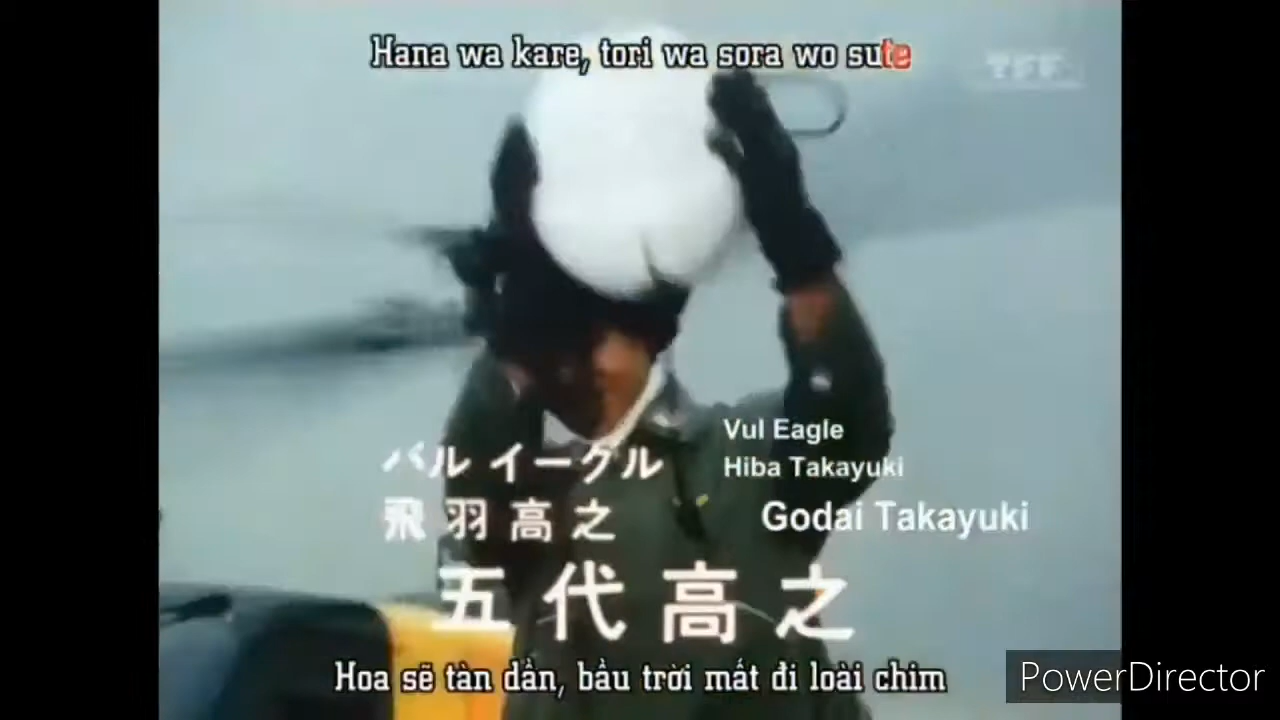 Hana wa kare, tori wa sora wo sute
TFF
バル イーグル
Vul Eagle
飛羽高之
Hiba Takayuki
Godai Takayuki
五代高之
Hoa sẽ tàn dần, bầu trời mất đi loài chim
PowerDirector